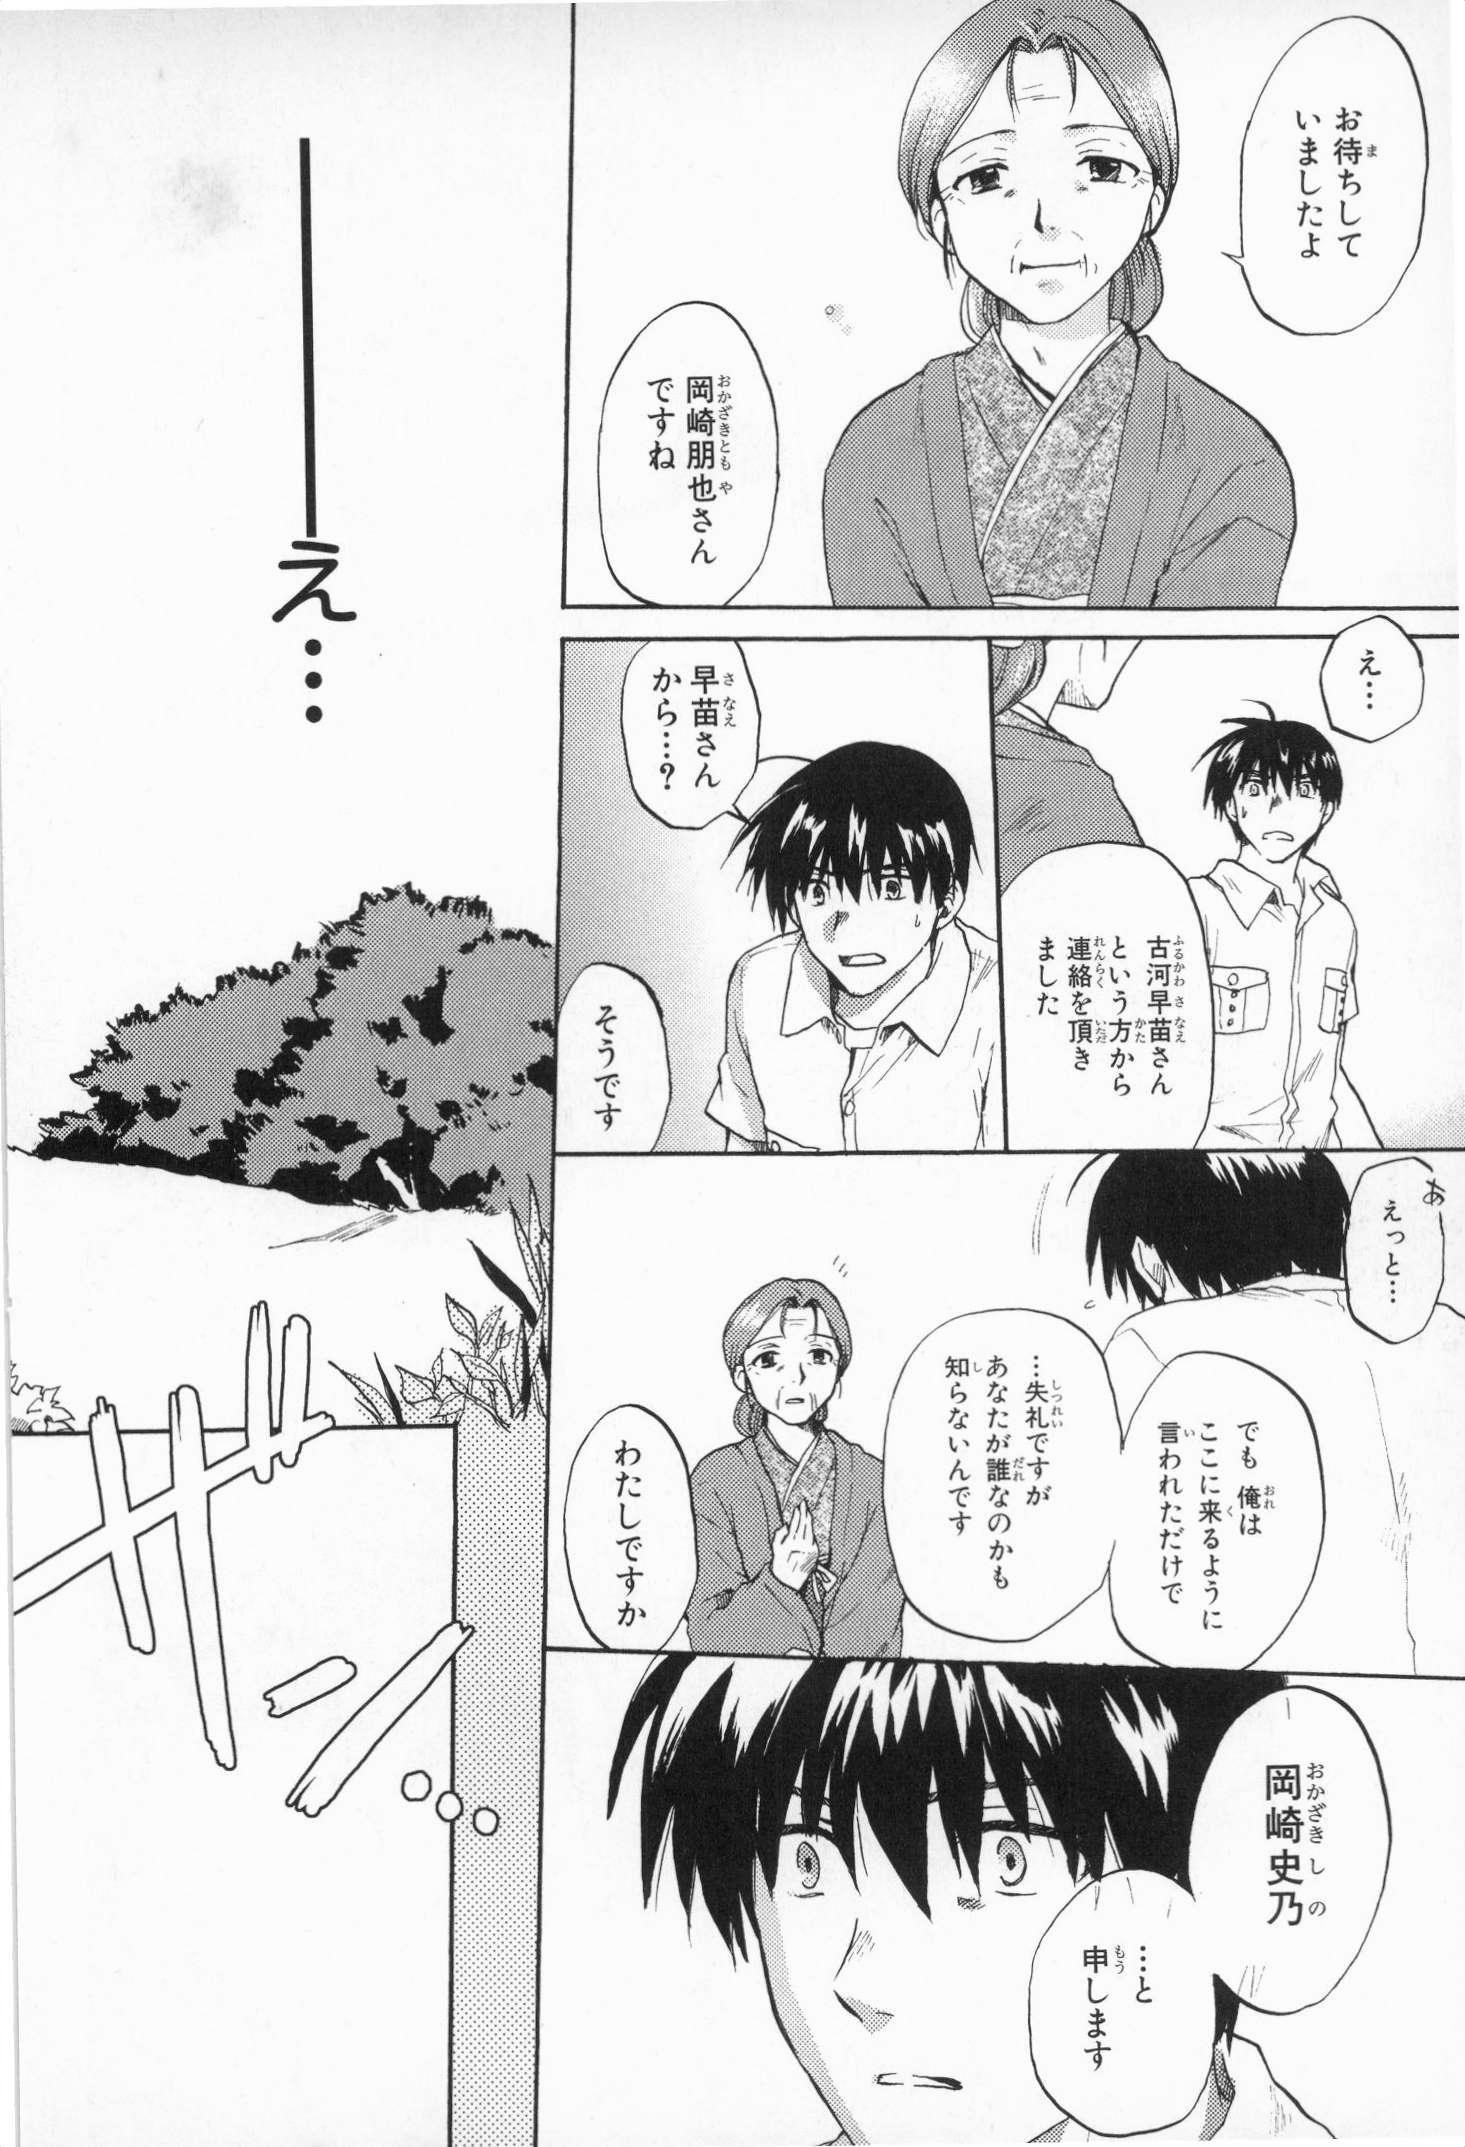 お待ちして
いましたよ
岡崎朋也さん
ですね
え…
古河早苗さん
という方から
連絡を頂き
ました
早苗さん
から…?
そうです
あー
えっと…
でも 俺は
ここに来るように
言われただけで
…失礼ですが
あなたが誰なのかも
知らないんです
わたしですか
岡崎史乃
…と
申します
――え…
ザザン…